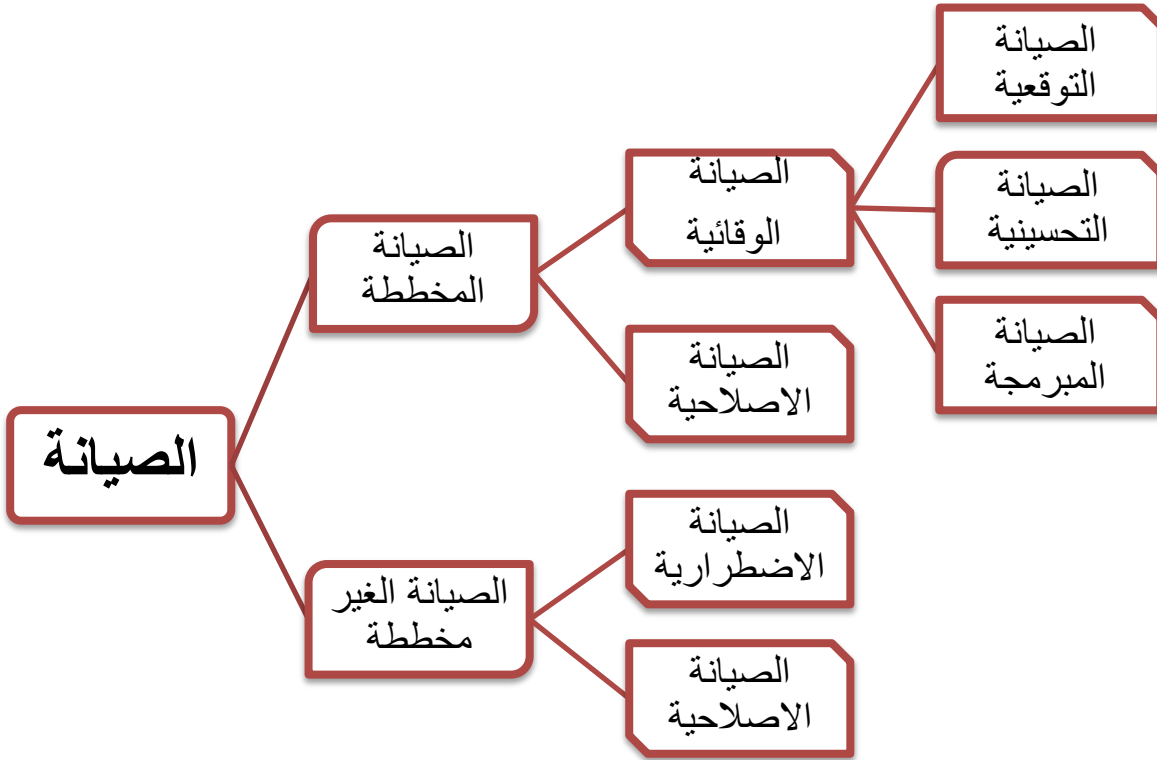 الصيانة
الصيانة
المخططة
الصيانة
الوقائية
الصيانة
التوقعية
الصيانة
التحسينية
الصيانة
المبرمجة
الصيانة
الاصلاحية
الصيانة الغير
مخططة
الصيانة
الاضطرارية
الصيانة
الاصلاحية